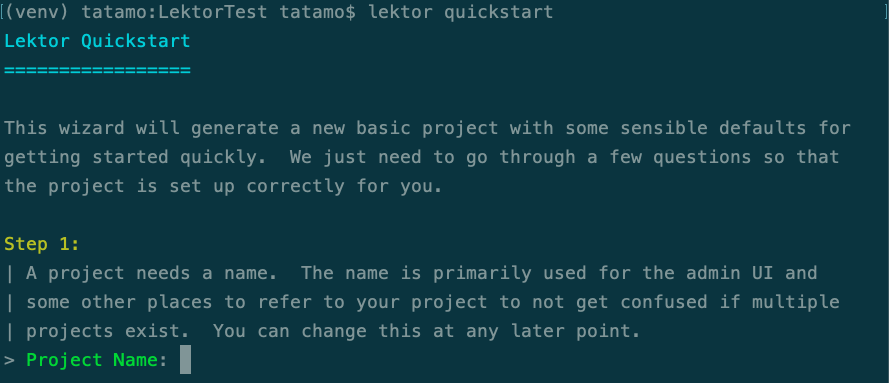 [(venv) tatamo:LektorTest tatamo$ lektor quickstart ]
Lektor Quickstart
=================
This wizard will generate a new basic project with some sensible defaults for
getting started quickly.  We just need to go through a few questions so that
the project is set up correctly for you.
Step 1:
| A project needs a name.  The name is primarily used for the admin UI and
| some other places to refer to your project to not get confused if multiple
| projects exist.  You can change this at any later point.
> Project Name: